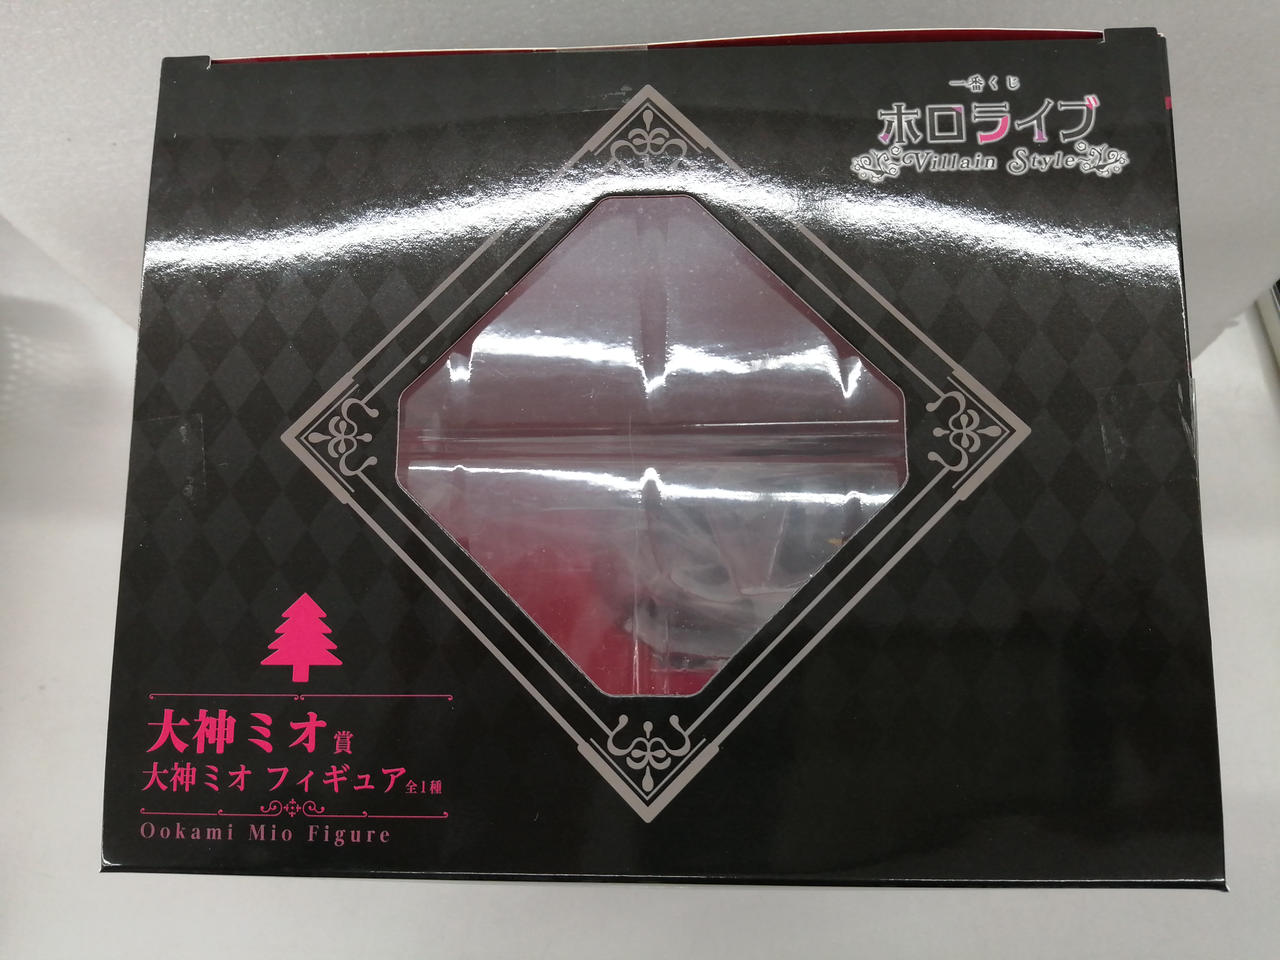 一番くじ
ホロライブ
Villain Style
大神ミオ賞
大神ミオ フィギュア全1種
Ookami Mio Figure